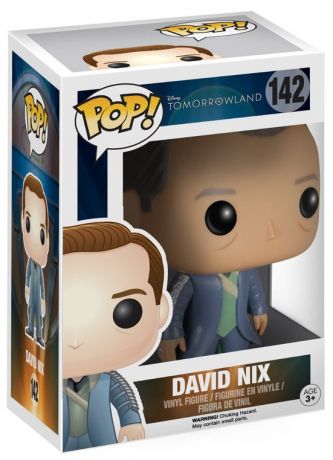 POP!
Disney
TOMORROWLAND
142
DAVID NIX
142
DAVID NIX
VINYL FIGURE / FIGURINE EN VINYLE /
FIGURA DE VINIL
WARNING! Choking Hazard.
May contain small parts.
AGE
3+